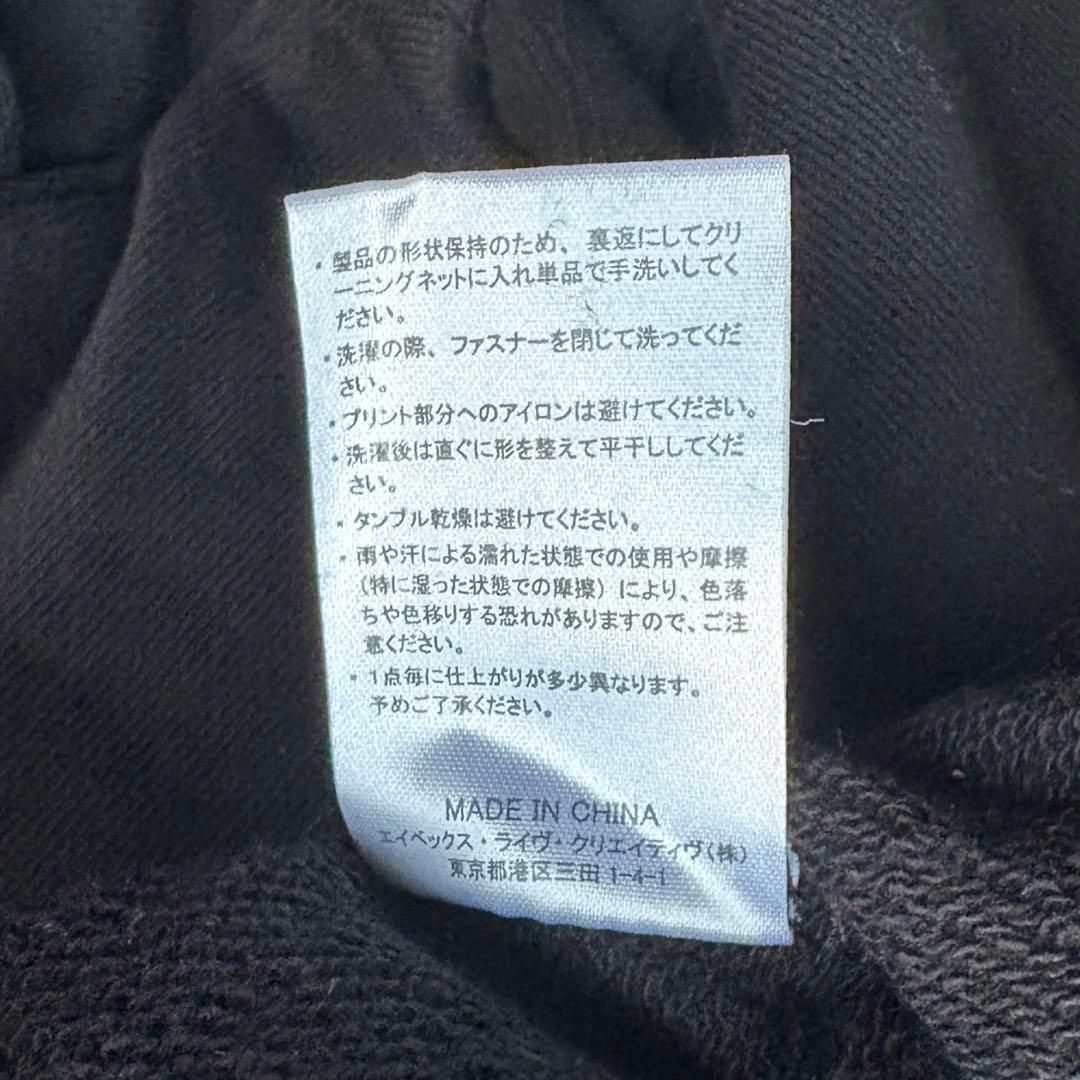 ・製品の形状保持のため、裏返にしてクリ
ーニングネットに入れ単品で手洗いしてく
ださい。
・洗濯の際、ファスナーを閉じて洗ってくだ
さい。
・プリント部分へのアイロンは避けてください。
・洗濯後は直ぐに形を整えて平干ししてくだ
さい。
・タンブル乾燥は避けてください。
・雨や汗による濡れた状態での使用や摩擦
(特に湿った状態での摩擦)により、色落
ちや色移りする恐れがありますので、ご注
意ください。
・1点毎に仕上がりが多少異なります。
予めご了承ください。
MADE IN CHINA
エイベックス・ライヴ・クリエイティヴ(株)
東京都港区三田 1-4-1